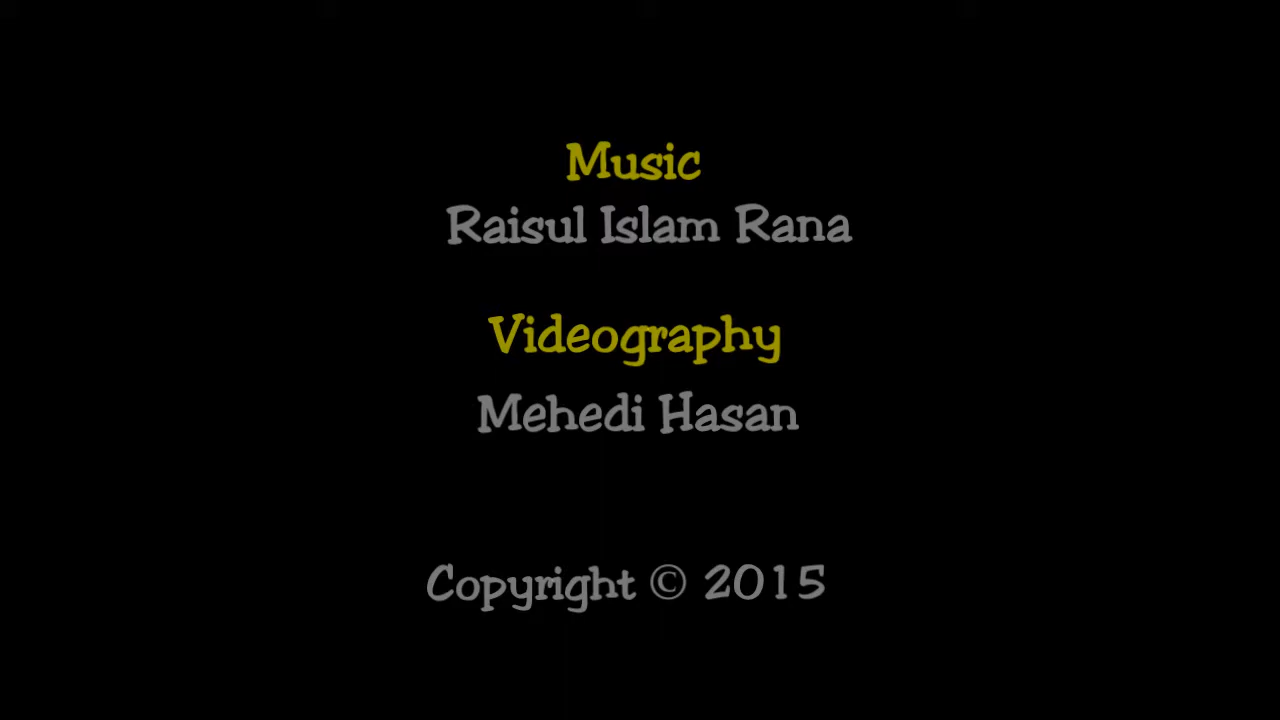 Music
Raisul Islam Rana
Videography
Mehedi Hasan
Copyright © 2015